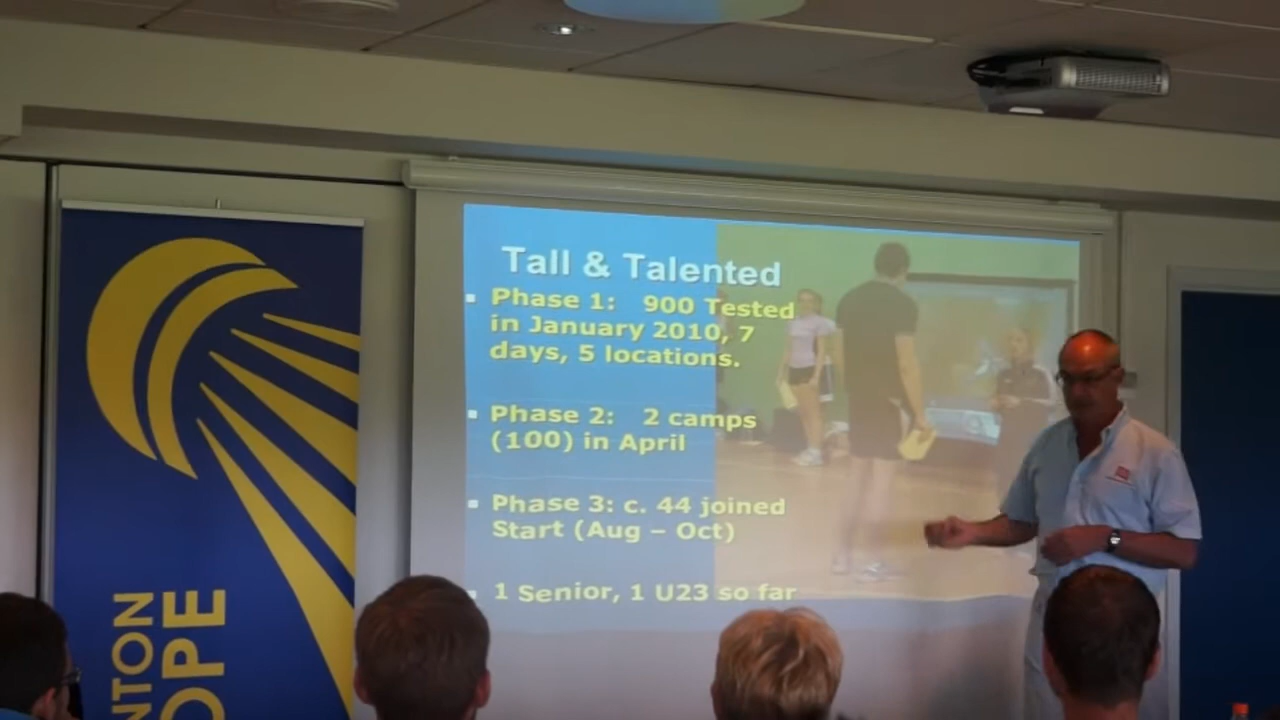 Tall & Talented
Phase 1: 900 Tested
in January 2010, 7
days, 5 locations.
Phase 2: 2 camps
(100) in April
Phase 3: c. 44 joined
Start (Aug – Oct)
1 Senior, 1 U23 so far
NTON
OPE